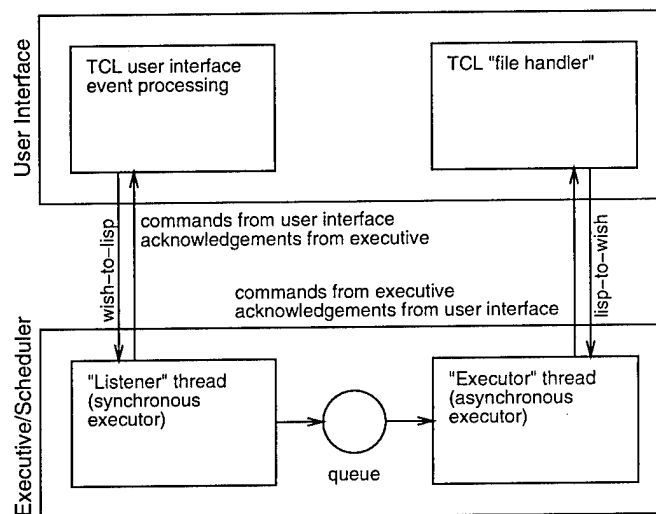 User Interface
TCL user interface
event processing
TCL "file handler"
wish-to-lisp
commands from user interface
acknowledgements from executive
commands from executive
acknowledgements from user interface
lisp-to-wish
Executive/Scheduler
"Listener" thread
(synchronous
executor)
queue
"Executor" thread
(asynchronous
executor)